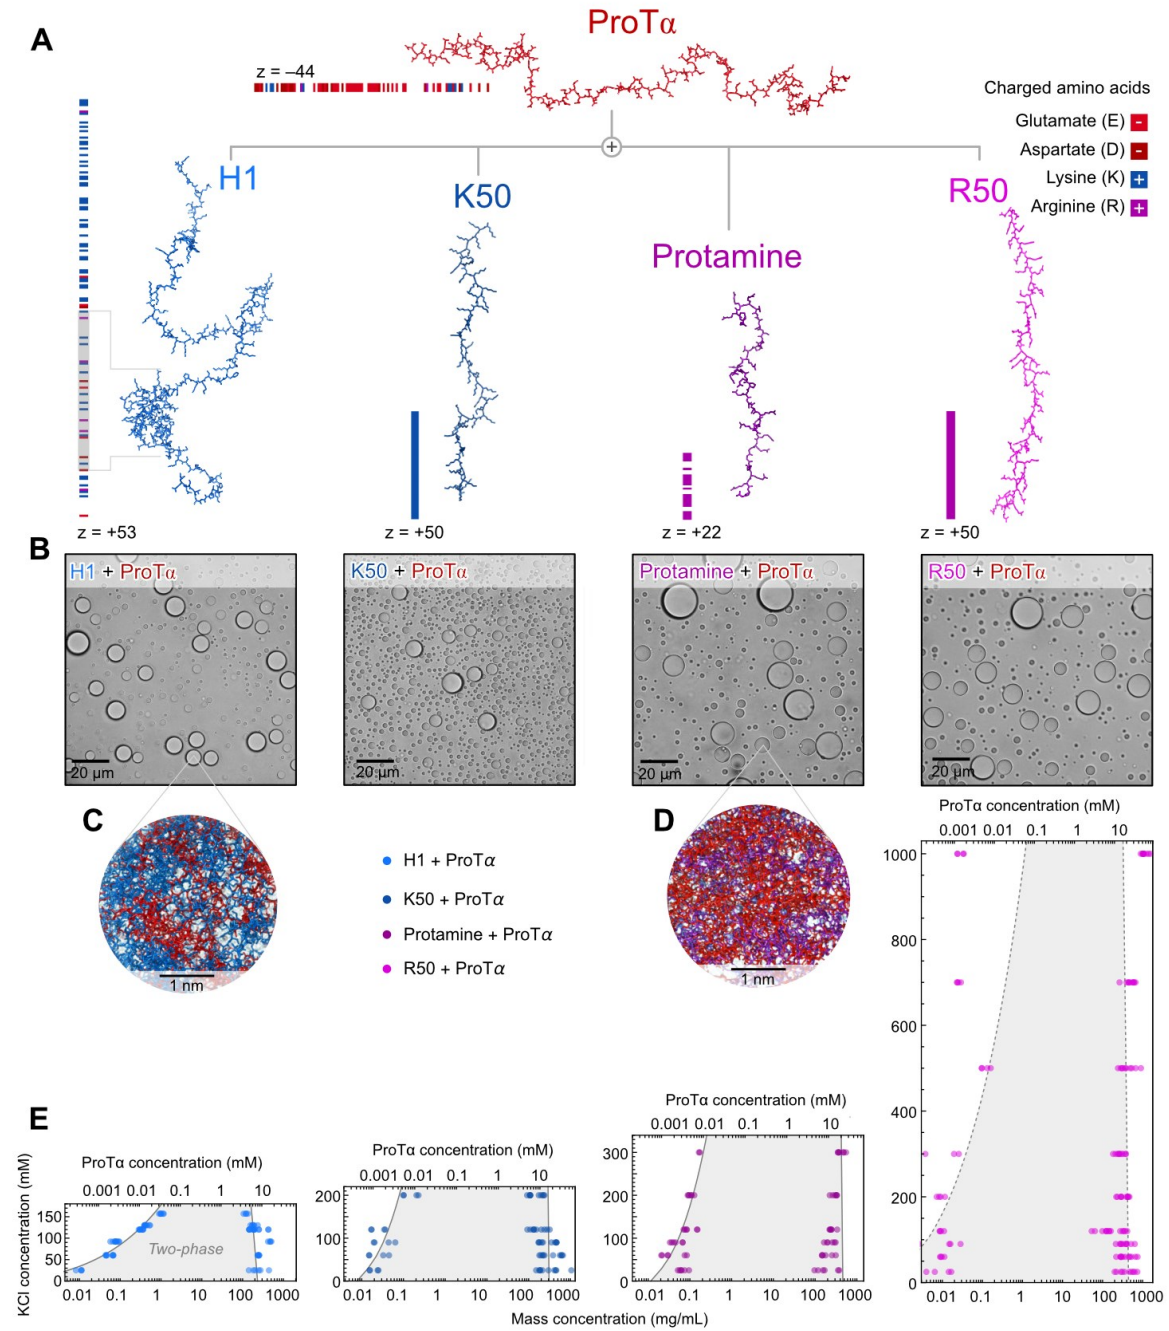 A
ProTα
z = –44
Charged amino acids
Glutamate (E) -
Aspartate (D) -
Lysine (K) +
Arginine (R) +
+
H1
K50
Protamine
R50
z = +53
z = +50
z = +22
z = +50
B
H1 + ProTα
K50 + ProTα
Protamine + ProTα
R50 + ProTα
20 µm
20 µm
20 µm
20 µm
C
1 nm
H1 + ProTα
K50 + ProTα
Protamine + ProTα
R50 + ProTα
D
1 nm
E
KCl concentration (mM)
ProTα concentration (mM)
0.001 0.01 0.1 1 10
150
100
50
0
Two-phase
0.01 0.1 1 10 100 1000
ProTα concentration (mM)
0.001 0.01 0.1 1 10
200
100
0
0.01 0.1 1 10 100 1000
ProTα concentration (mM)
0.001 0.01 0.1 1 10
300
200
100
0
0.01 0.1 1 10 100 1000
ProTα concentration (mM)
0.001 0.01 0.1 1 10
1000
800
600
400
200
0
0.01 0.1 1 10 100 1000
Mass concentration (mg/mL)